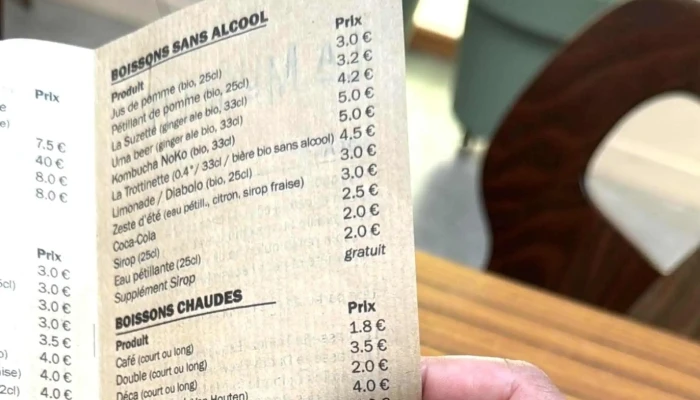 Prix
7.5 €
40 €
8.0 €
8.0 €
Prix
3.0 €
3.0 €
3.0 €
3.0 €
3.5 €
4.0 €
4.0 €
4.0 €
BOISSONS SANS ALCOOL
Produit Prix
Jus de pomme (bio, 25cl) 3.0 €
Pétillant de pomme (bio, 25cl) 3.2 €
La Suzetté (ginger ale bio, 33cl) 4.2 €
Uma beer (ginger ale bio, 33cl) 5.0 €
Kombucha NoKo (bio, 33cl) 5.0 €
La Trottinette (0.4°/ 33cl / bière bio sans alcool) 4.5 €
Limonade / Diabolo (bio, 25cl) 3.0 €
Zeste d'été (eau pétill., citron, sirop fraise) 3.0 €
Coca-Cola 2.5 €
Sirop (25cl) 2.0 €
Eau pétillante (25cl) 2.0 €
Supplément Sirop gratuit
BOISSONS CHAUDES
Produit Prix
Café (court ou long) 1.8 €
Double (court ou long) 3.5 €
Déca (court ou long) 2.0 €
Houten) 4.0 €